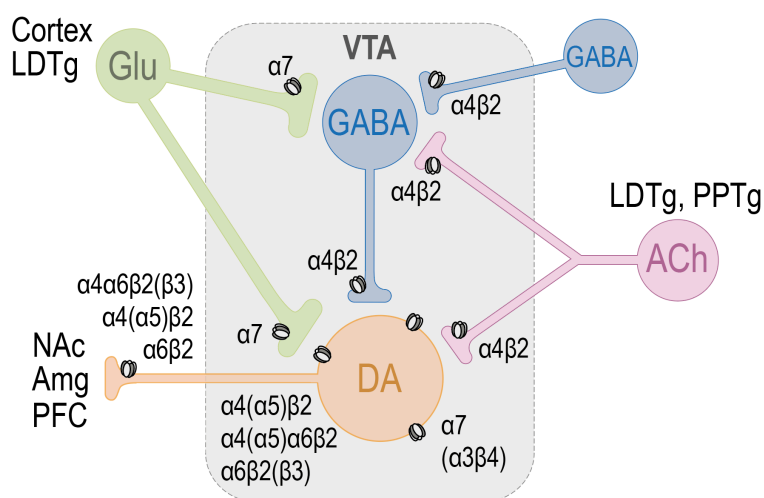 Cortex
LDTg
Glu
VTA
α7
GABA
GABA
α4β2
α4β2
LDTg, PPTg
ACh
α4β2
α4α6β2(β3)
α4(α5)β2
α6β2
α7
α4β2
NAc
Amg
PFC
DA
α4(α5)β2
α4(α5)α6β2
α6β2(β3)
α7
(α3β4)